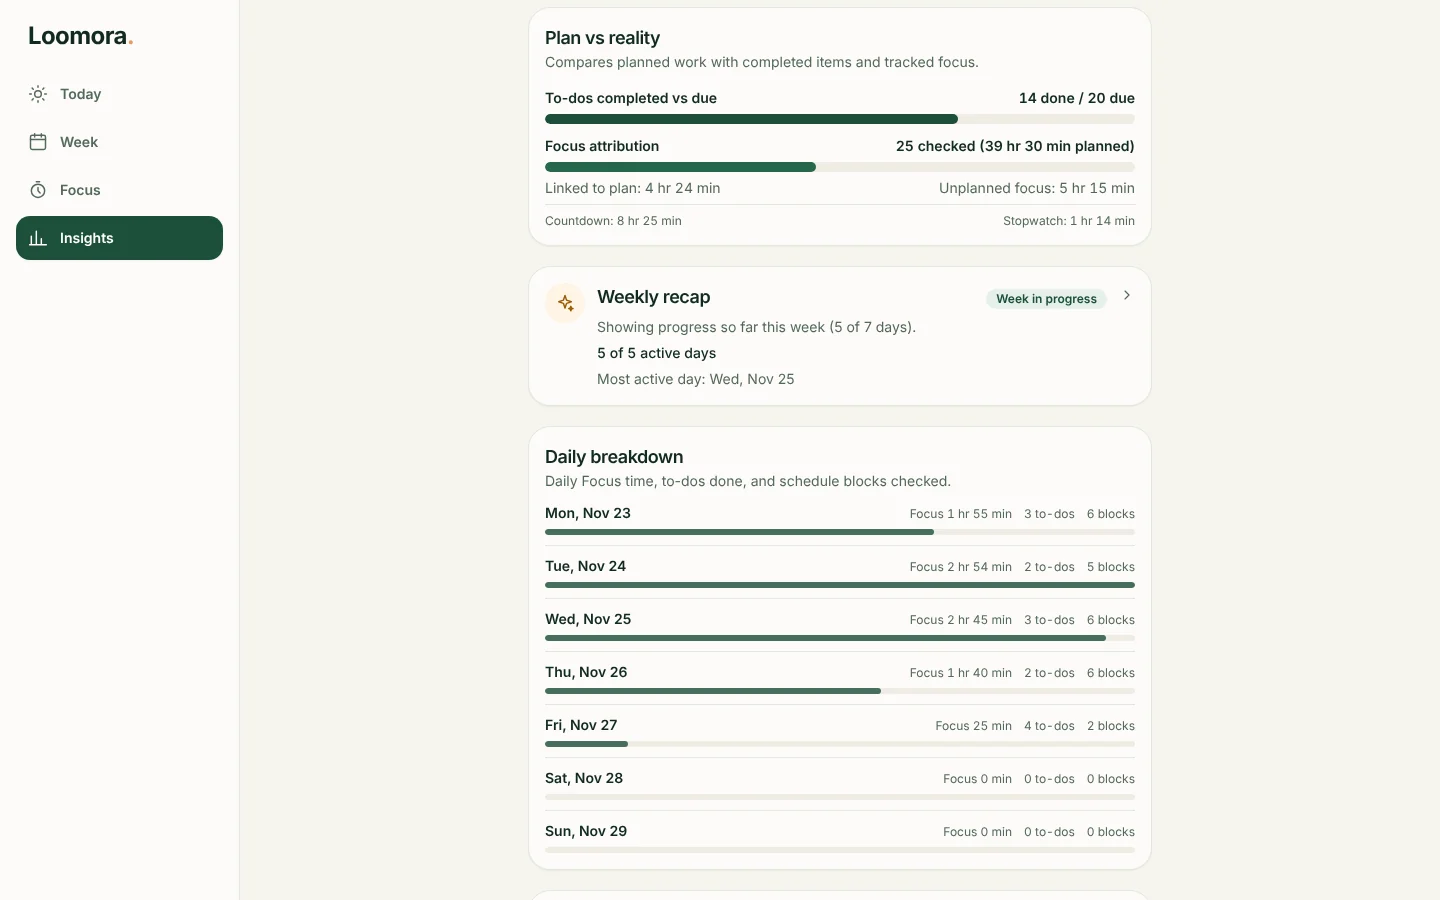 Loomora.
Today
Week
Focus
Insights
Plan vs reality
Compares planned work with completed items and tracked focus.
To-dos completed vs due 14 done / 20 due
Focus attribution 25 checked (39 hr 30 min planned)
Linked to plan: 4 hr 24 min Unplanned focus: 5 hr 15 min
Countdown: 8 hr 25 min Stopwatch: 1 hr 14 min
Weekly recap Week in progress
Showing progress so far this week (5 of 7 days).
5 of 5 active days
Most active day: Wed, Nov 25
Daily breakdown
Daily Focus time, to-dos done, and schedule blocks checked.
Mon, Nov 23 Focus 1 hr 55 min 3 to-dos 6 blocks
Tue, Nov 24 Focus 2 hr 54 min 2 to-dos 5 blocks
Wed, Nov 25 Focus 2 hr 45 min 3 to-dos 6 blocks
Thu, Nov 26 Focus 1 hr 40 min 2 to-dos 6 blocks
Fri, Nov 27 Focus 25 min 4 to-dos 2 blocks
Sat, Nov 28 Focus 0 min 0 to-dos 0 blocks
Sun, Nov 29 Focus 0 min 0 to-dos 0 blocks